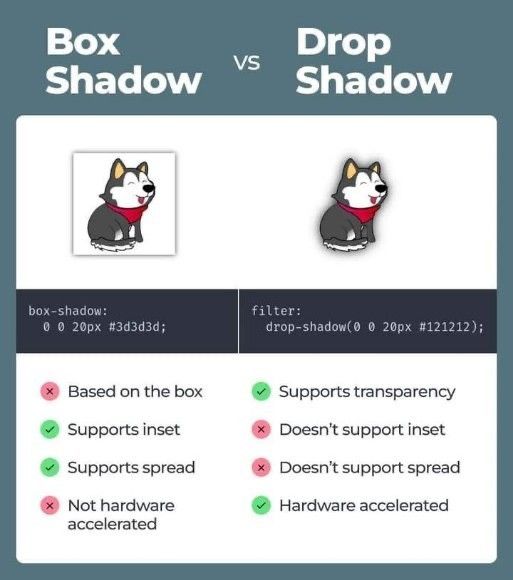 Box
Shadow
vs
Drop
Shadow
box-shadow:
0 0 20px #3d3d3d;
filter:
drop-shadow(0 0 20px #121212);
Based on the box
Supports inset
Supports spread
Not hardware
accelerated
Supports transparency
Doesn't support inset
Doesn't support spread
Hardware accelerated